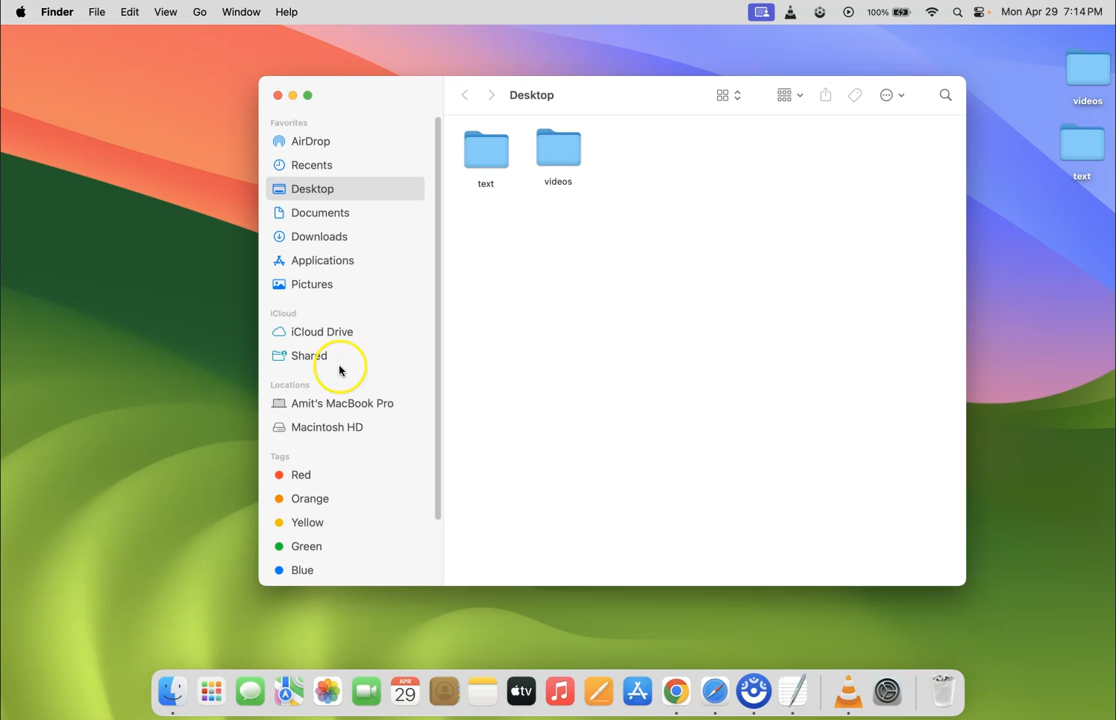 Finder File Edit View Go Window Help 100% Mon Apr 29 7:14 PM
videos
text
Desktop
Favorites
AirDrop
Recents
Desktop
Documents
Downloads
Applications
Pictures
iCloud
iCloud Drive
Shared
Locations
Amit's MacBook Pro
Macintosh HD
Tags
Red
Orange
Yellow
Green
Blue
text videos
APR
29
tv